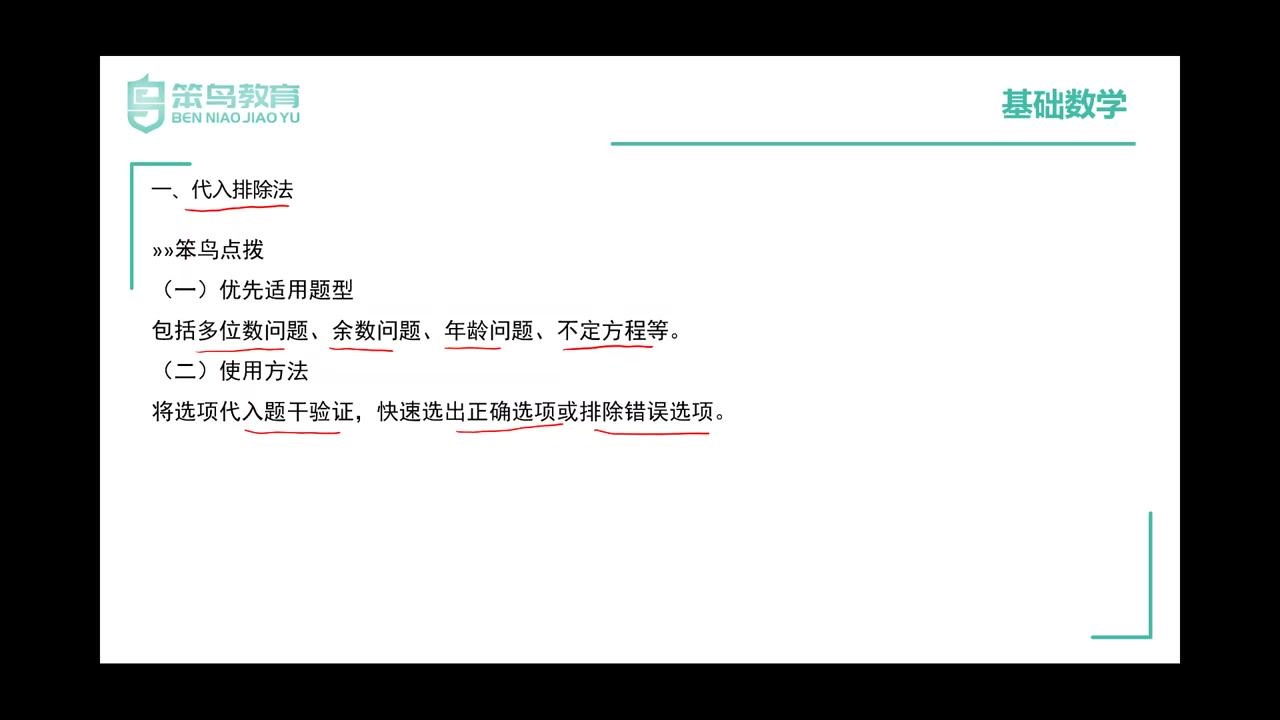 笨鸟教育
BEN NIAO JIAO YU
基础数学
一、代入排除法
»»笨鸟点拨
（一）优先适用题型
包括多位数问题、余数问题、年龄问题、不定方程等。
（二）使用方法
将选项代入题干验证，快速选出正确选项或排除错误选项。